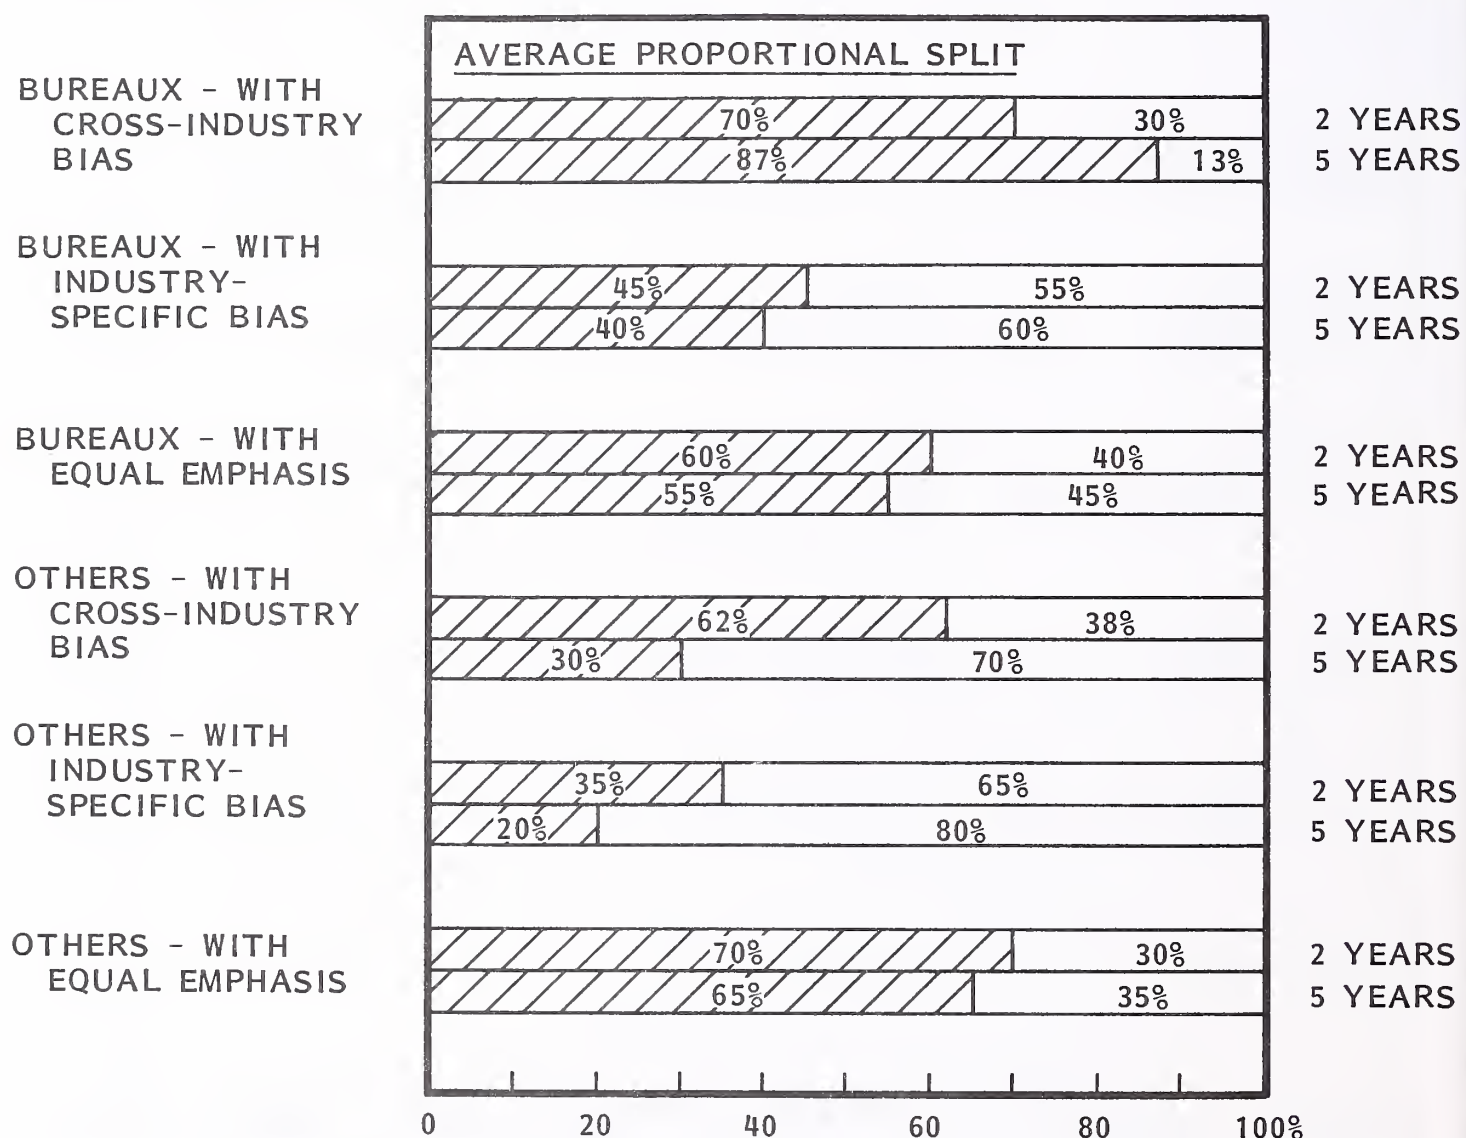 AVERAGE PROPORTIONAL SPLIT
BUREAUX - WITH
CROSS-INDUSTRY
BIAS
70% 30% 2 YEARS
87% 13% 5 YEARS
BUREAUX - WITH
INDUSTRY-
SPECIFIC BIAS
45% 55% 2 YEARS
40% 60% 5 YEARS
BUREAUX - WITH
EQUAL EMPHASIS
60% 40% 2 YEARS
55% 45% 5 YEARS
OTHERS - WITH
CROSS-INDUSTRY
BIAS
62% 38% 2 YEARS
30% 70% 5 YEARS
OTHERS - WITH
INDUSTRY-
SPECIFIC BIAS
35% 65% 2 YEARS
20% 80% 5 YEARS
OTHERS - WITH
EQUAL EMPHASIS
70% 30% 2 YEARS
65% 35% 5 YEARS
0 20 40 60 80 100%